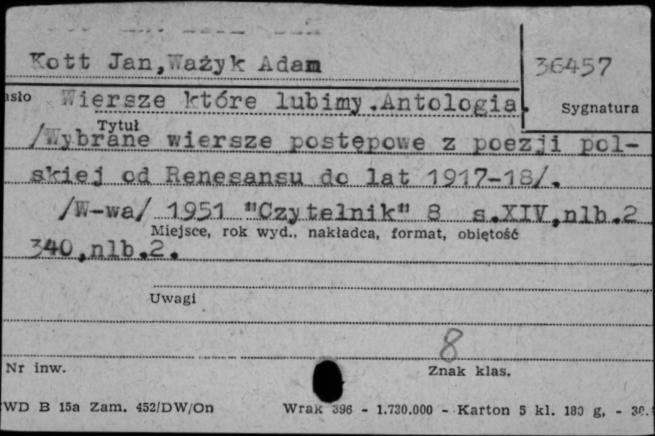 Kott Jan,Ważyk Adam
36457
asło Wiersze które lubimy.Antologia.
Sygnatura
Tytuł
/Wybrane wiersze postępowe z poezji pol-
skiej od Renesansu do lat 1917-18/.
/W-wa/ 1951 "Czytelnik" 8 s.XIV,nlb.2
Miejsce, rok wyd., nakładca, format, objętość
340,nlb.2.
Uwagi
8
Nr inw.
Znak klas.
WD B 15a Zam. 452/DW/On Wrak 396 - 1.730.000 - Karton 5 kl. 180 g, - 30.